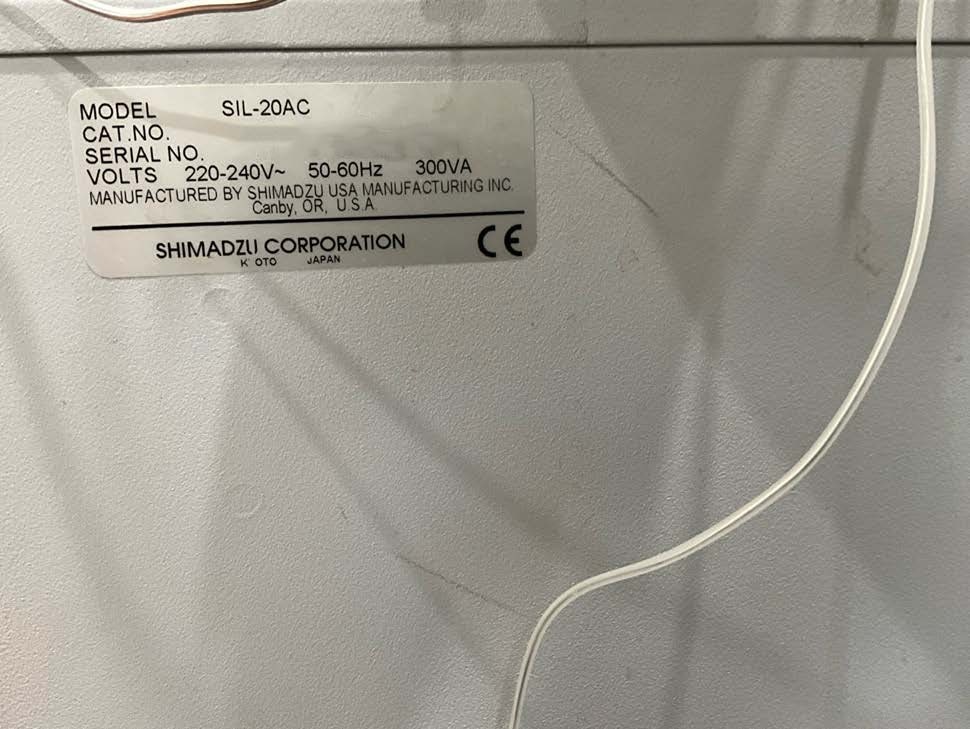 MODEL SIL-20AC
CAT.NO.
SERIAL NO.
VOLTS 220-240V~ 50-60Hz 300VA
MANUFACTURED BY SHIMADZU USA MANUFACTURING INC.
Canby, OR, U.S.A.
SHIMADZU CORPORATION
K OTO JAPAN
CE